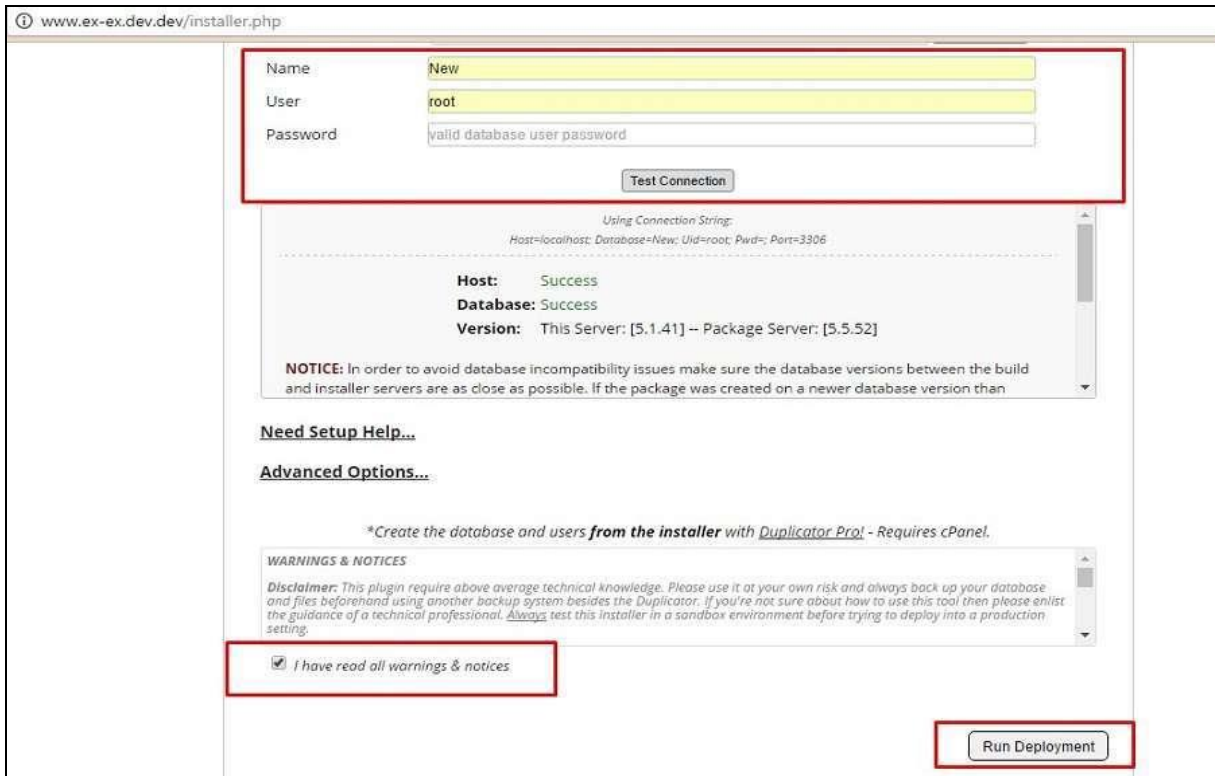 www.ex-ex.dev.dev/installer.php
Name New
User root
Password valid database user password
Test Connection
Using Connection String:
Host=localhost; Database=New; Uid=root; Pwd=; Port=3306
Host: Success
Database: Success
Version: This Server: [5.1.41] -- Package Server: [5.5.52]
NOTICE: In order to avoid database incompatibility issues make sure the database versions between the build
and installer servers are as close as possible. If the package was created on a newer database version than
Need Setup Help...
Advanced Options...
*Create the database and users from the installer with Duplicator Pro! - Requires cPanel.
WARNINGS & NOTICES
Disclaimer: This plugin require above average technical knowledge. Please use it at your own risk and always back up your database
and files beforehand using another backup system besides the Duplicator. If you're not sure about how to use this tool then please enlist
the guidance of a technical professional. Always test this installer in a sandbox environment before trying to deploy into a production
setting.
I have read all warnings & notices
Run Deployment